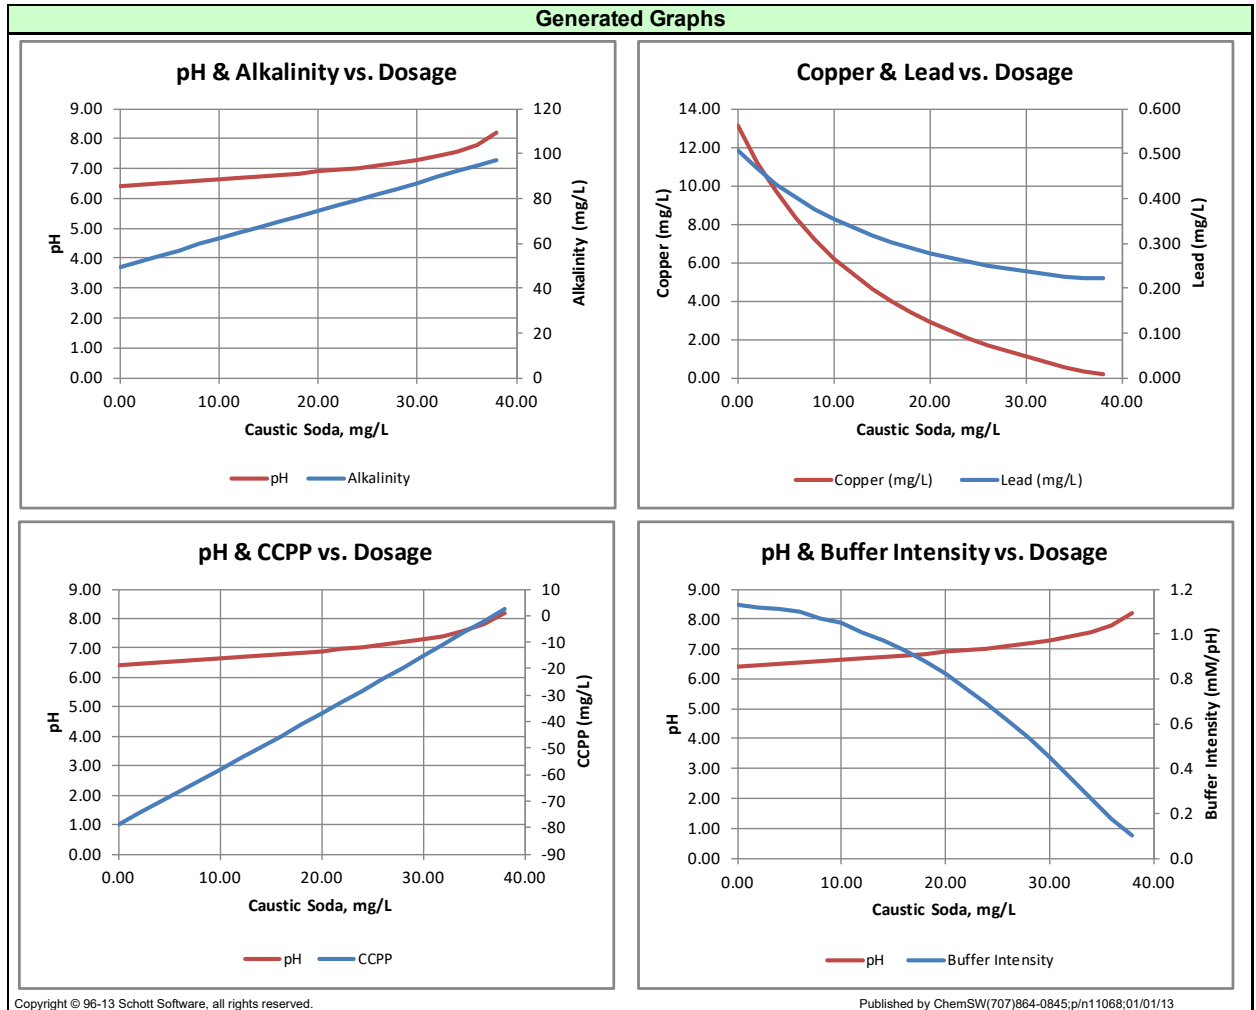 Generated Graphs
pH & Alkalinity vs. Dosage
9.00
8.00
7.00
6.00
5.00
4.00
3.00
2.00
1.00
0.00
pH
120
100
80
60
40
20
0
Alkalinity (mg/L)
0.00 10.00 20.00 30.00 40.00
Caustic Soda, mg/L
pH Alkalinity
Copper & Lead vs. Dosage
14.00
12.00
10.00
8.00
6.00
4.00
2.00
0.00
Copper (mg/L)
0.600
0.500
0.400
0.300
0.200
0.100
0.000
Lead (mg/L)
0.00 10.00 20.00 30.00 40.00
Caustic Soda, mg/L
Copper (mg/L) Lead (mg/L)
pH & CCPP vs. Dosage
9.00
8.00
7.00
6.00
5.00
4.00
3.00
2.00
1.00
0.00
pH
10
0
-10
-20
-30
-40
-50
-60
-70
-80
-90
CCPP (mg/L)
0.00 10.00 20.00 30.00 40.00
Caustic Soda, mg/L
pH CCPP
pH & Buffer Intensity vs. Dosage
9.00
8.00
7.00
6.00
5.00
4.00
3.00
2.00
1.00
0.00
pH
1.2
1.0
0.8
0.6
0.4
0.2
0.0
Buffer Intensity (mM/pH)
0.00 10.00 20.00 30.00 40.00
Caustic Soda, mg/L
pH Buffer Intensity
Copyright © 96-13 Schott Software, all rights reserved.
Published by ChemSW(707)864-0845;p/n11068;01/01/13